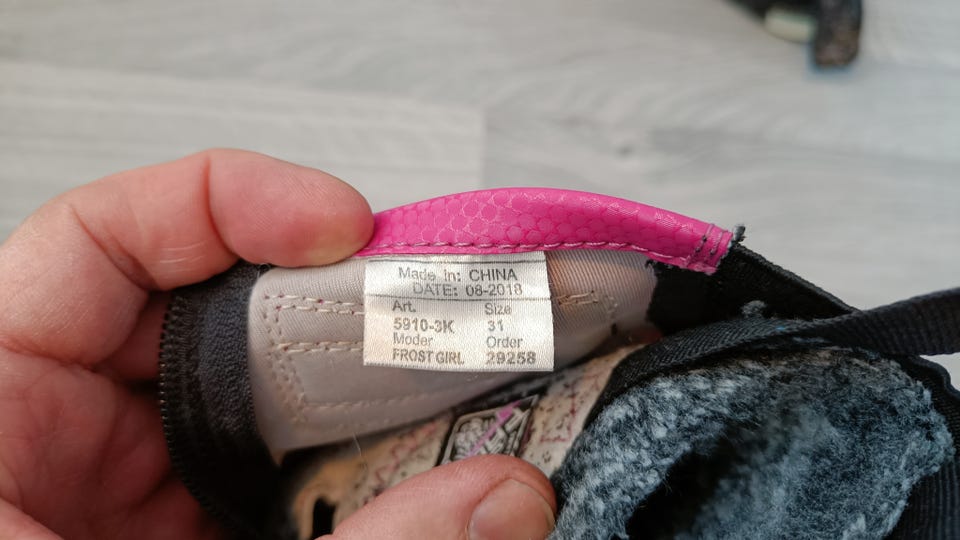 Made In: CHINA
DATE: 08-2018
Art. Size
5910-3K 31
Moder Order
FROST GIRL 29258